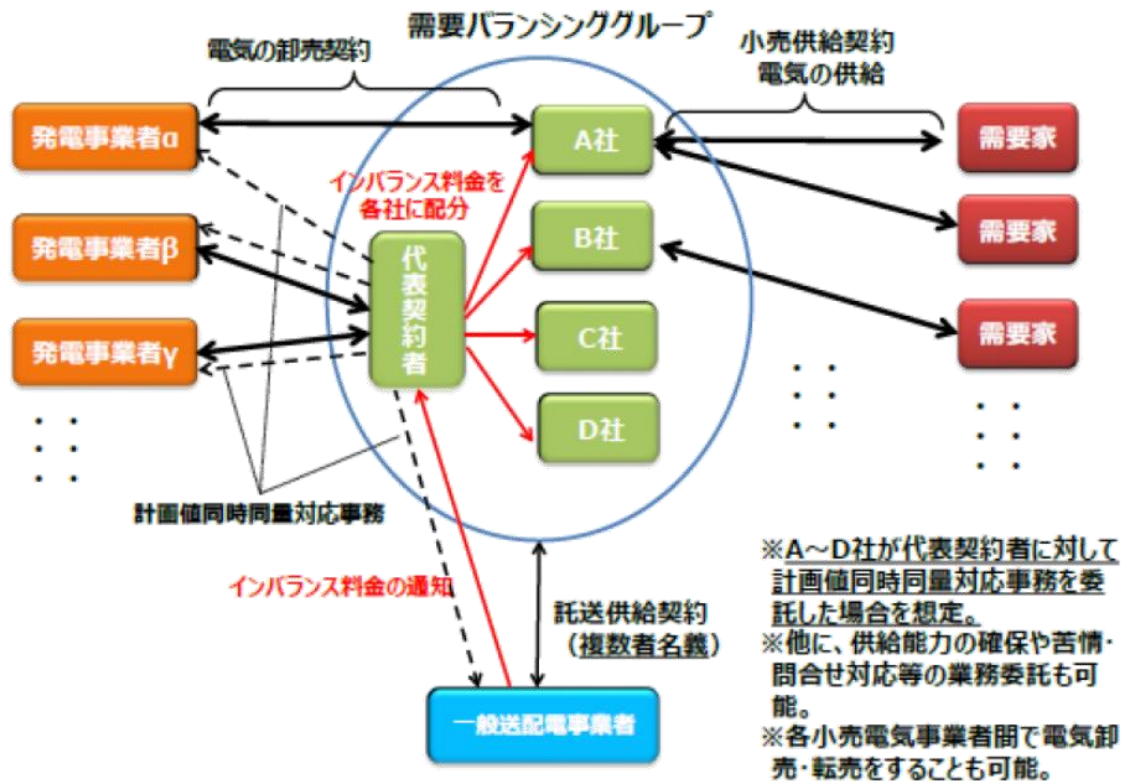 需要バランシンググループ
電気の卸売契約
小売供給契約
電気の供給
発電事業者α
A社
需要家
インバランス料金を
各社に配分
発電事業者β
B社
需要家
代表契約者
発電事業者γ
C社
需要家
D社
計画値同時同量対応事務
インバランス料金の通知
託送供給契約
(複数者名義)
一般送配電事業者
※A~D社が代表契約者に対して
計画値同時同量対応事務を委
託した場合を想定。
※他に、供給能力の確保や苦情・
問合せ対応等の業務委託も可
能。
※各小売電気事業者間で電気卸
売・転売をすることも可能。